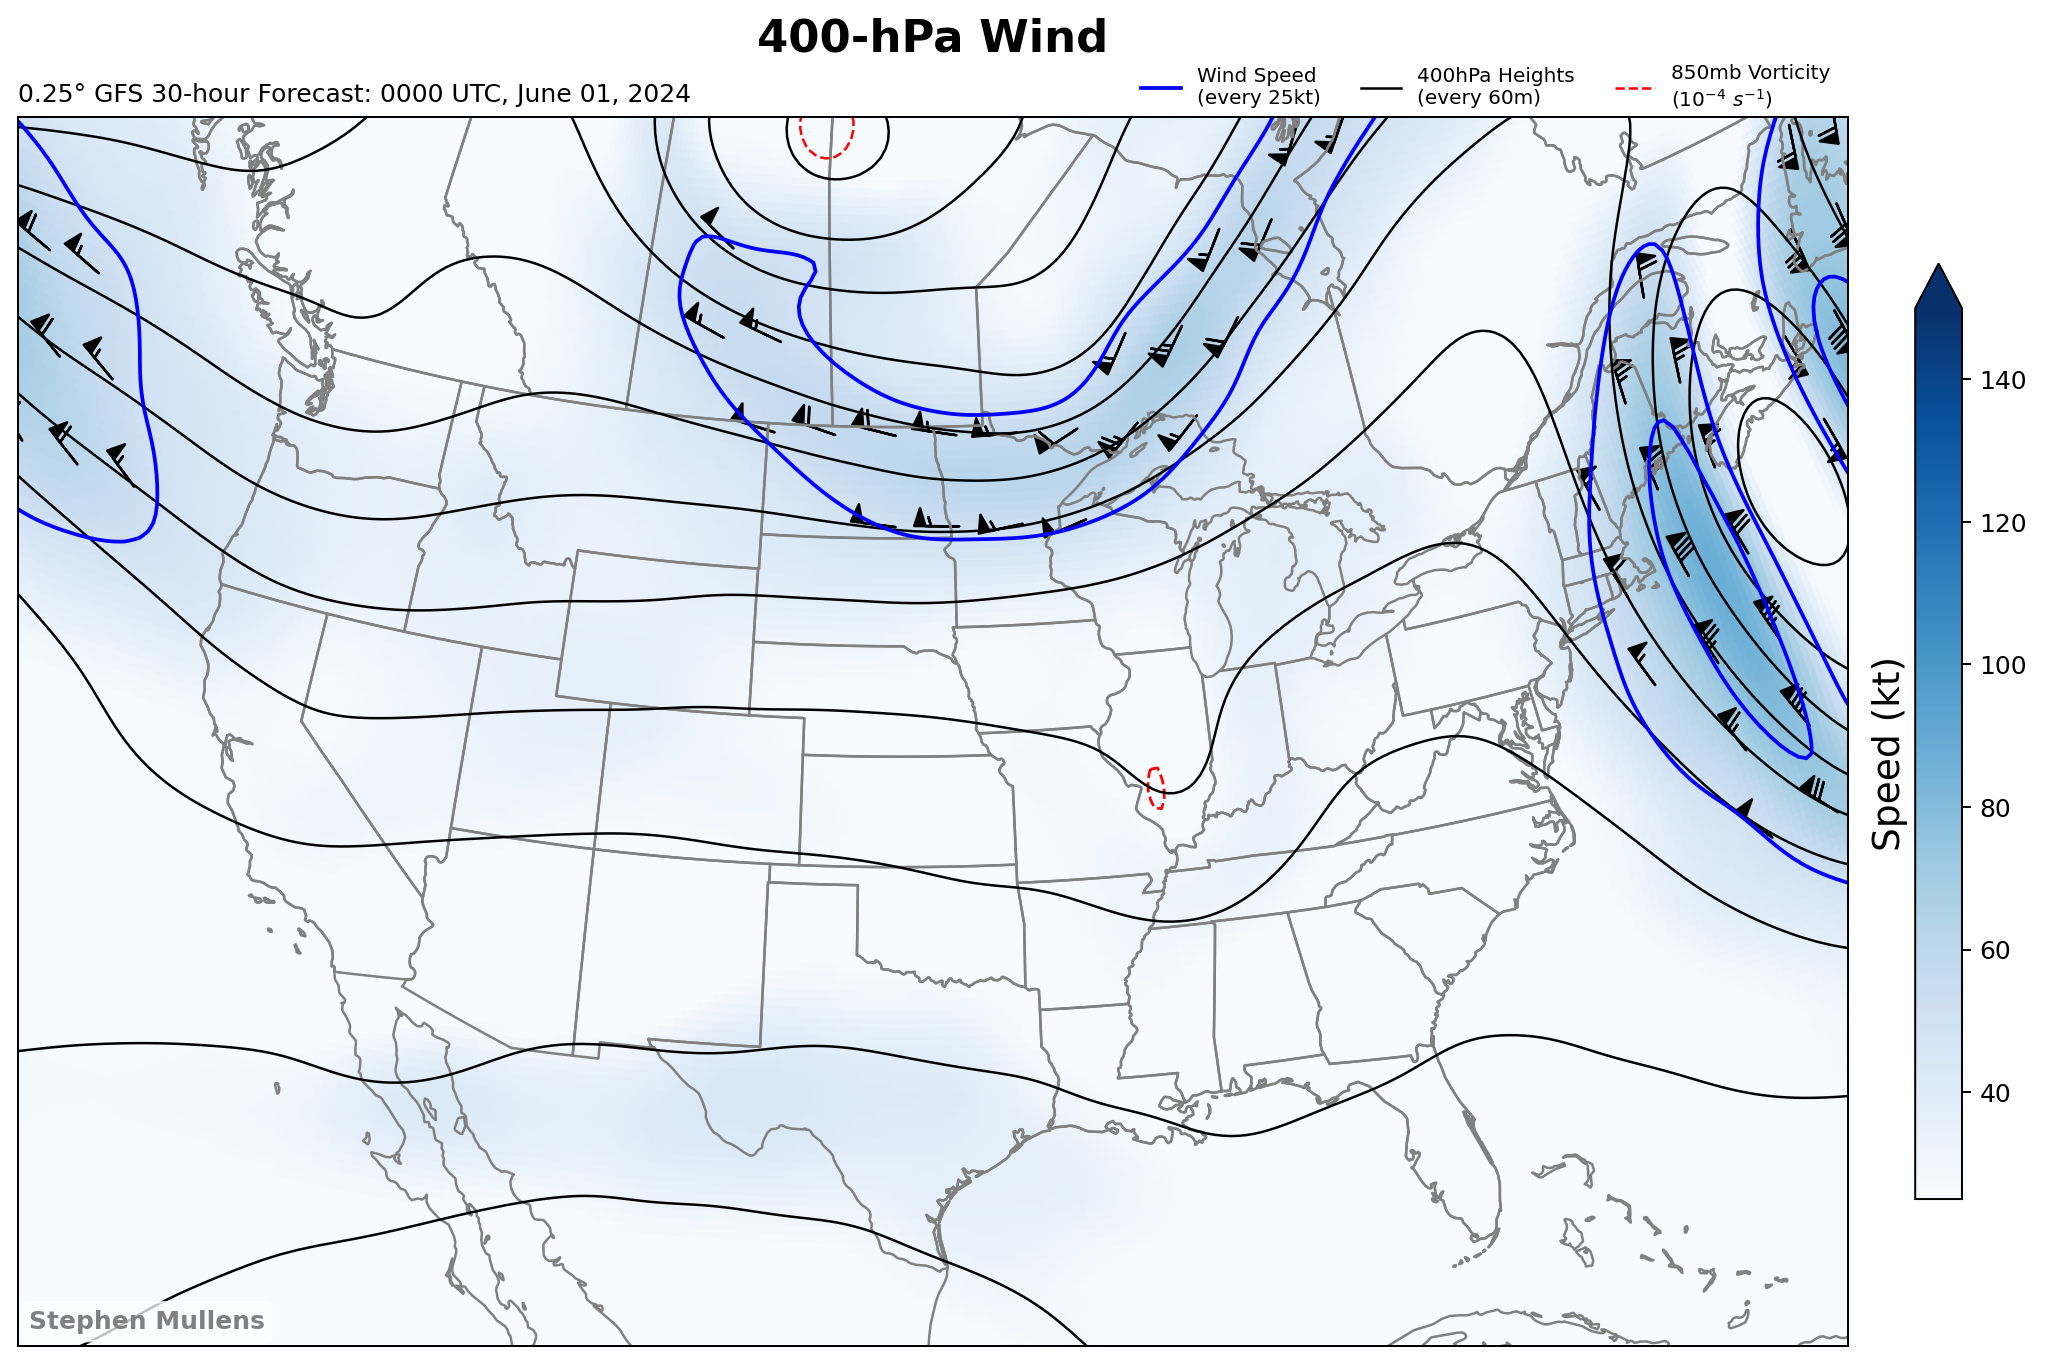 400-hPa Wind
0.25° GFS 30-hour Forecast: 0000 UTC, June 01, 2024
Wind Speed
(every 25kt)
400hPa Heights
(every 60m)
850mb Vorticity
(10⁻⁴ s⁻¹)
140
120
100
80
60
40
Speed (kt)
Stephen Mullens